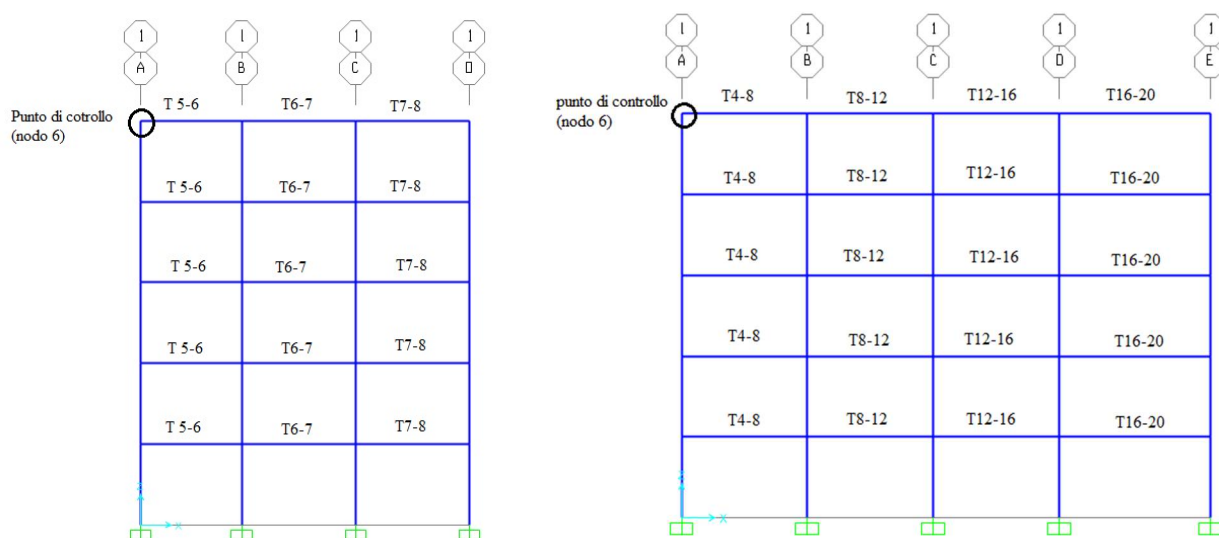 1 1 1 1
A B C D
T 5-6 T6-7 T7-8
Punto di cotrollo
(nodo 6)
T 5-6 T6-7 T7-8
T 5-6 T6-7 T7-8
T 5-6 T6-7 T7-8
T 5-6 T6-7 T7-8
Z
X
1 1 1 1 1
A B C D E
T4-8 T8-12 T12-16 T16-20
punto di controllo
(nodo 6)
T4-8 T8-12 T12-16 T16-20
T4-8 T8-12 T12-16 T16-20
T4-8 T8-12 T12-16 T16-20
T4-8 T8-12 T12-16 T16-20
Z
X